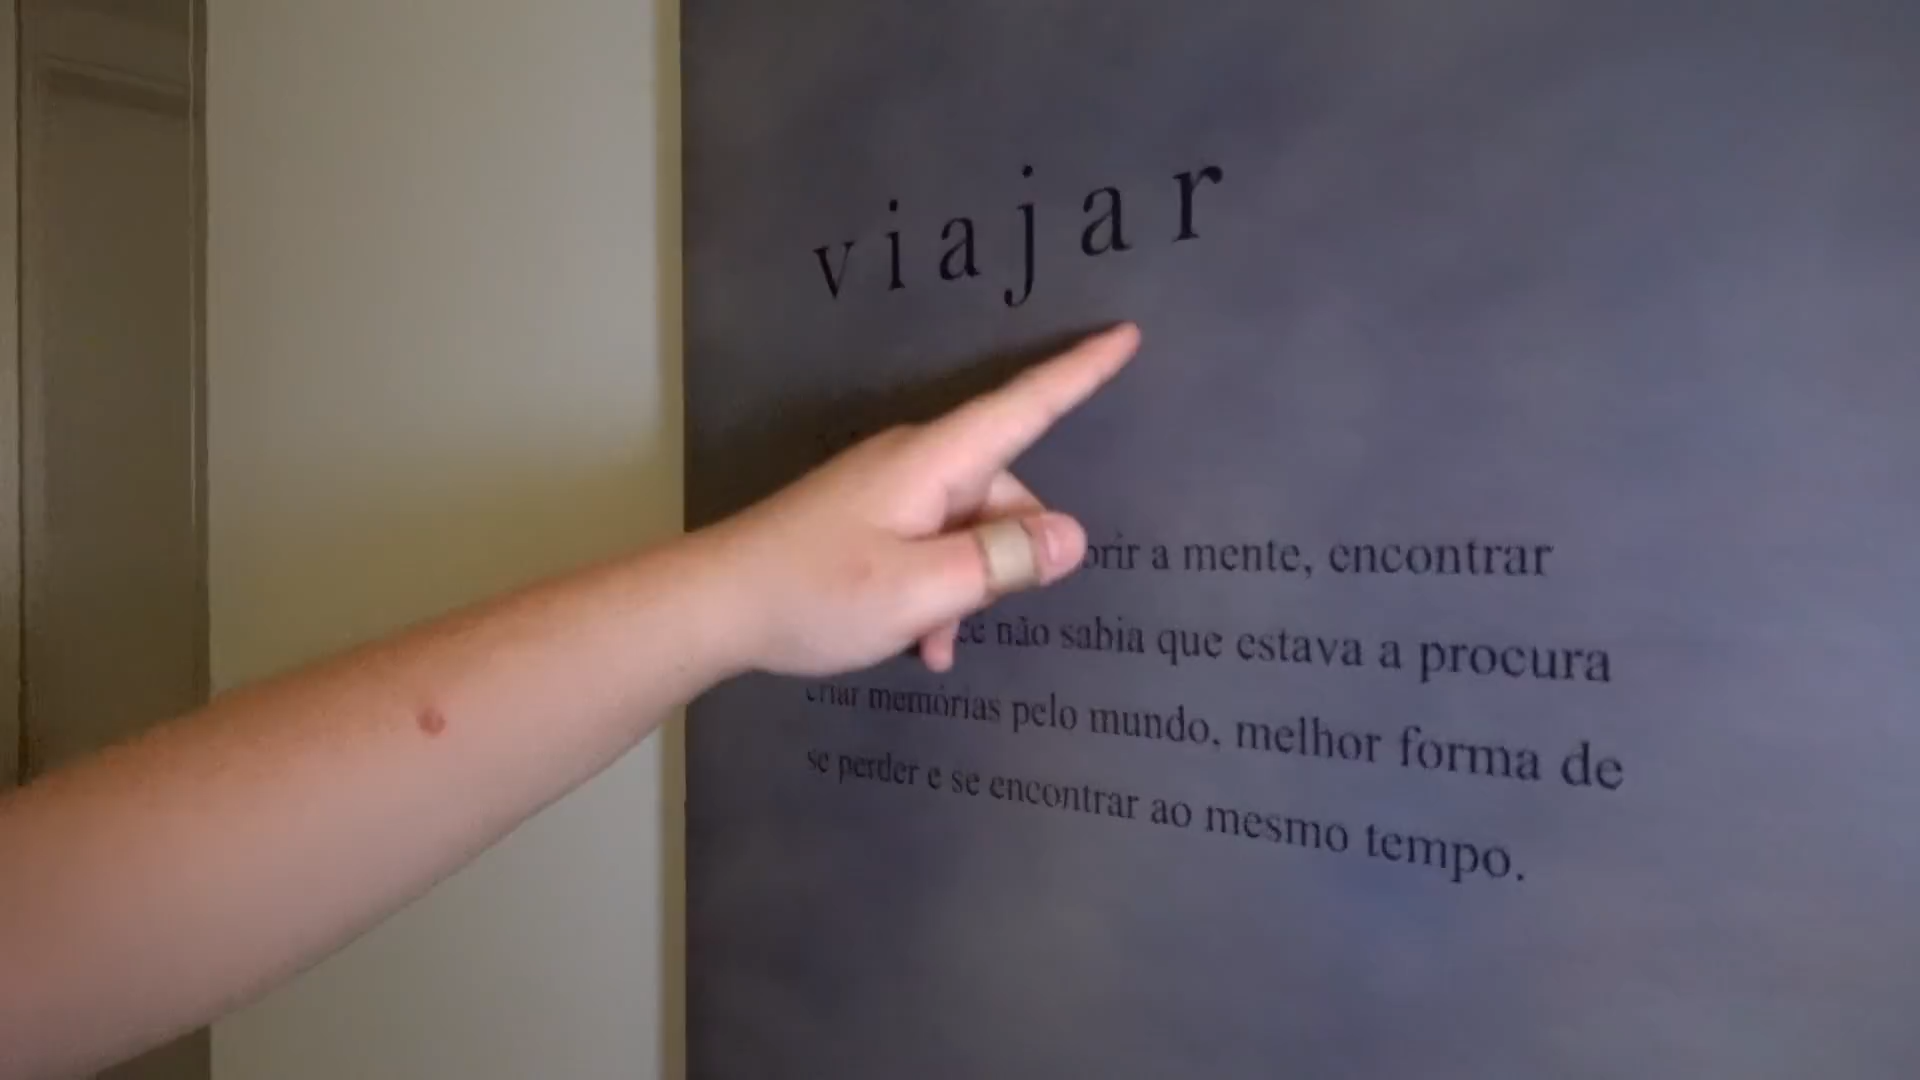 viajar
a mente, encontrar
não sabia que estava a procura
criar memórias pelo mundo, melhor forma de
se perder e se encontrar ao mesmo tempo.